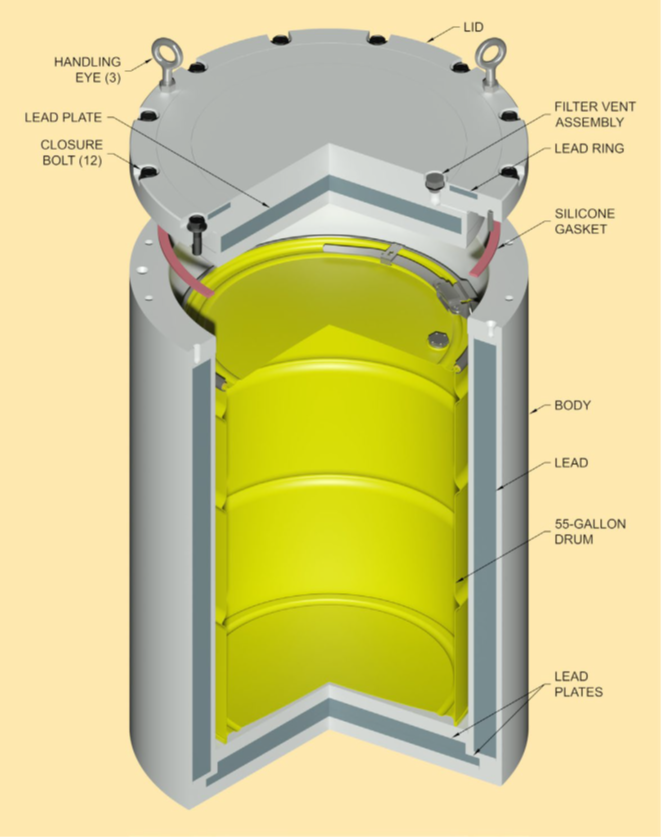 LID
HANDLING
EYE (3)
LEAD PLATE
CLOSURE
BOLT (12)
FILTER VENT
ASSEMBLY
LEAD RING
SILICONE
GASKET
BODY
LEAD
55-GALLON
DRUM
LEAD
PLATES